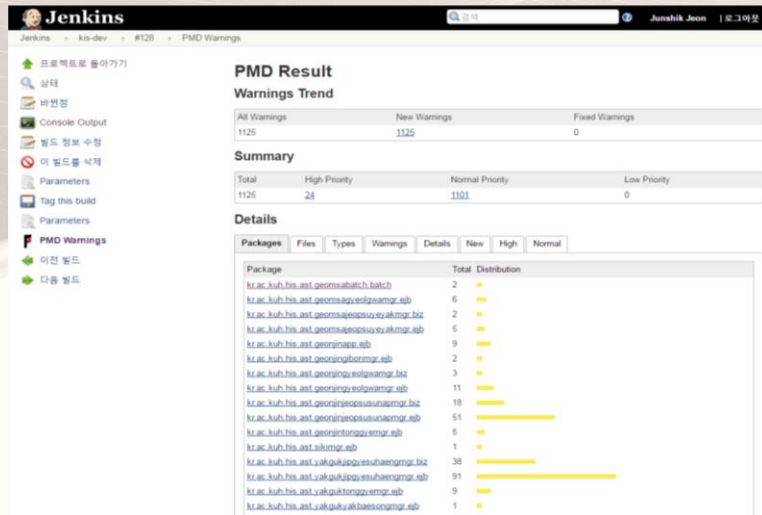 Jenkins
검색
Junshik Jeon | 로그아웃
Jenkins › kis-dev › #128 › PMD Warnings
프로젝트로 돌아가기
상태
바뀐점
Console Output
빌드 정보 수정
이 빌드를 삭제
Parameters
Tag this build
Parameters
PMD Warnings
이전 빌드
다음 빌드
PMD Result
Warnings Trend
All Warnings New Warnings Fixed Warnings
1125 1125 0
Summary
Total High Priority Normal Priority Low Priority
1125 24 1101 0
Details
Packages Files Types Warnings Details New High Normal
Package Total Distribution
kr.ac.kuh.his.ast.geomsabatch.batch 2
kr.ac.kuh.his.ast.geomsagyeolgwamgr.ejb 6
kr.ac.kuh.his.ast.geomsajeopsuyeyakmgr.biz 2
kr.ac.kuh.his.ast.geomsajeopsuyeyakmgr.ejb 5
kr.ac.kuh.his.ast.geonjinapp.ejb 9
kr.ac.kuh.his.ast.geonjingibonmgr.ejb 2
kr.ac.kuh.his.ast.geonjingyeolgwamgr.biz 3
kr.ac.kuh.his.ast.geonjingyeolgwamgr.ejb 11
kr.ac.kuh.his.ast.geonjinjeopsusunapmgr.biz 18
kr.ac.kuh.his.ast.geonjinjeopsusunapmgr.ejb 51
kr.ac.kuh.his.ast.geonjintonggyemgr.ejb 5
kr.ac.kuh.his.ast.sikimgr.ejb 1
kr.ac.kuh.his.ast.yakgukjipgyesuhaengmgr.biz 38
kr.ac.kuh.his.ast.yakgukjipgyesuhaengmgr.ejb 91
kr.ac.kuh.his.ast.yakguktonggyemgr.ejb 9
kr.ac.kuh.his.ast.yakgukyakbaesongmgr.ejb 1